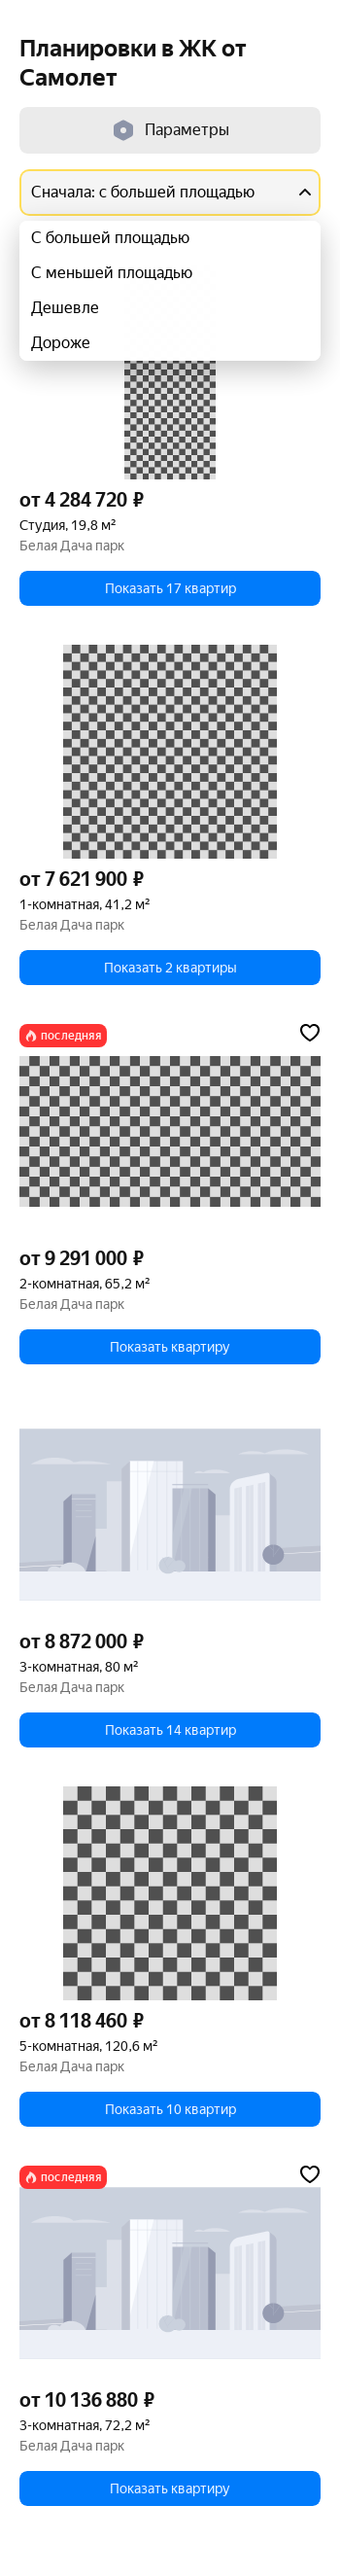 Планировки в ЖК от
Самолет
Параметры
Сначала: с большей площадью
С большей площадью
С меньшей площадью
Дешевле
Дороже
от 4 284 720 ₽
Студия, 19,8 м²
Белая Дача парк
Показать 17 квартир
от 7 621 900 ₽
1-комнатная, 41,2 м²
Белая Дача парк
Показать 2 квартиры
последняя
от 9 291 000 ₽
2-комнатная, 65,2 м²
Белая Дача парк
Показать квартиру
от 8 872 000 ₽
3-комнатная, 80 м²
Белая Дача парк
Показать 14 квартир
от 8 118 460 ₽
5-комнатная, 120,6 м²
Белая Дача парк
Показать 10 квартир
последняя
от 10 136 880 ₽
3-комнатная, 72,2 м²
Белая Дача парк
Показать квартиру